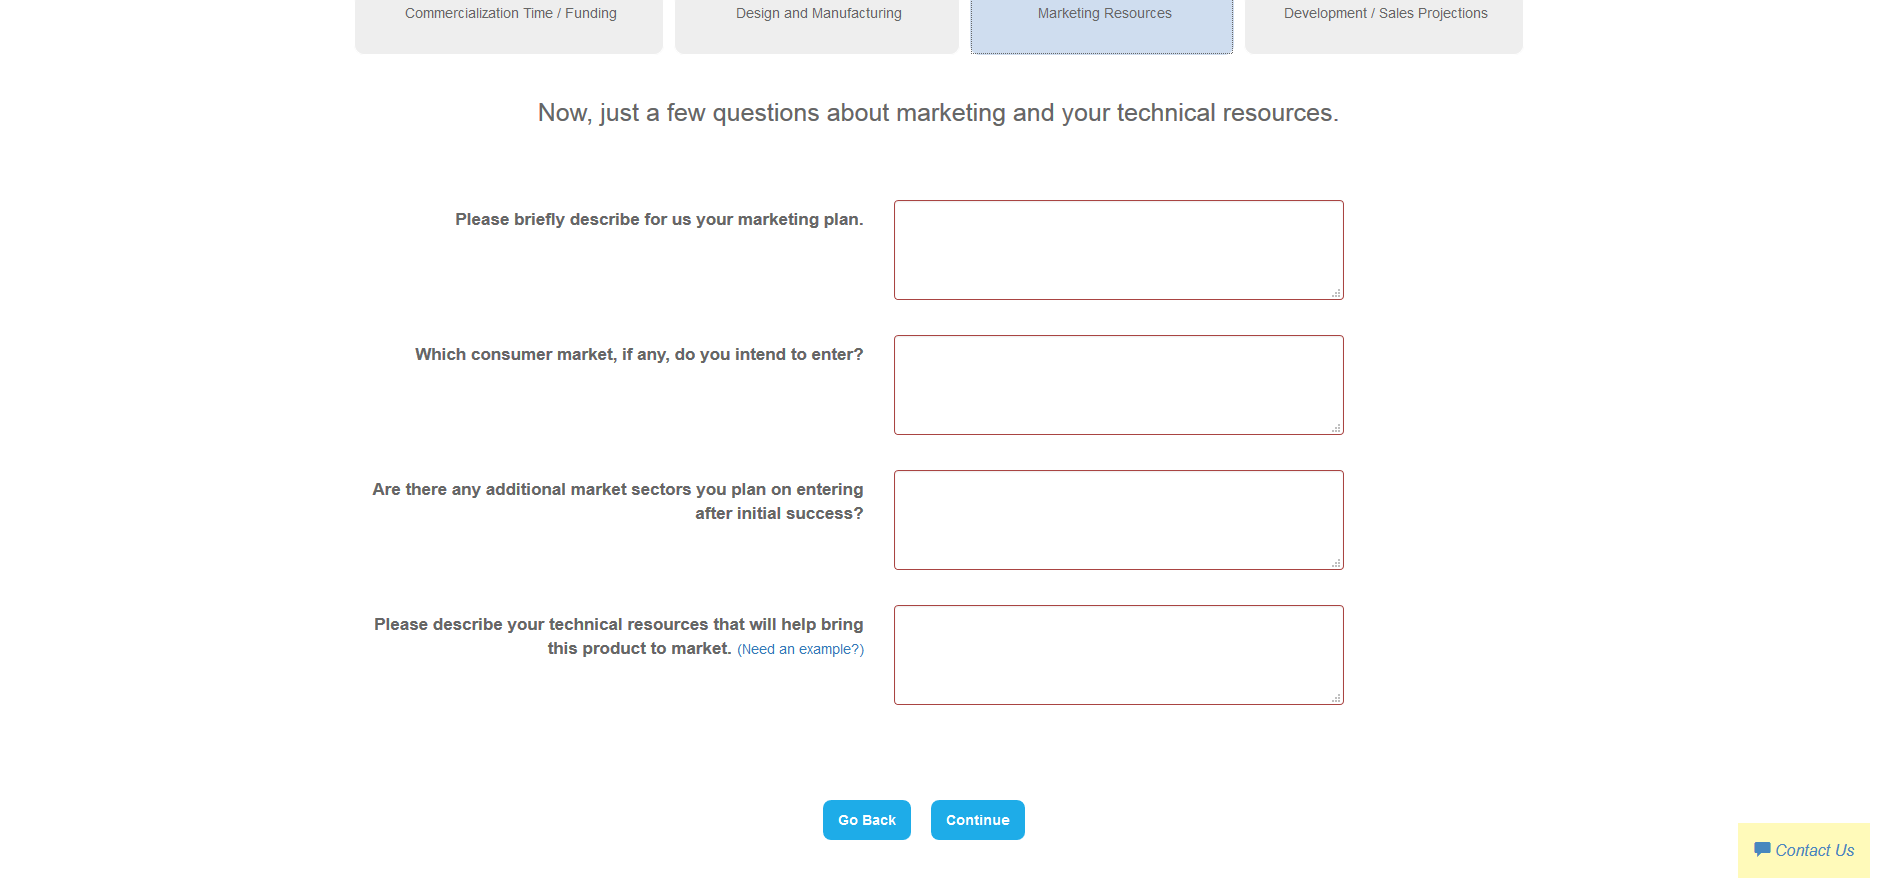 Commercialization Time / Funding
Design and Manufacturing
Marketing Resources
Development / Sales Projections
Now, just a few questions about marketing and your technical resources.
Please briefly describe for us your marketing plan.
Which consumer market, if any, do you intend to enter?
Are there any additional market sectors you plan on entering
after initial success?
Please describe your technical resources that will help bring
this product to market. (Need an example?)
Go Back
Continue
Contact Us